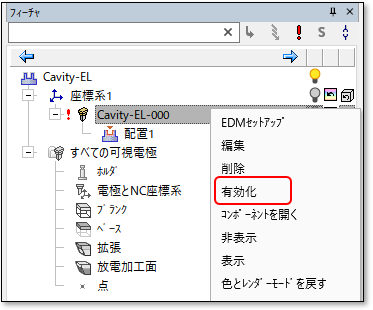 フィーチャ
S
Cavity-EL
座標系1
Cavity-EL-000
配置1
すべての可視電極
ホルダ
電極とNC座標系
ブランク
ベース
拡張
放電加工面
点
EDMセットアップ
編集
削除
有効化
コンポーネントを開く
非表示
表示
色とレンダーモードを戻す